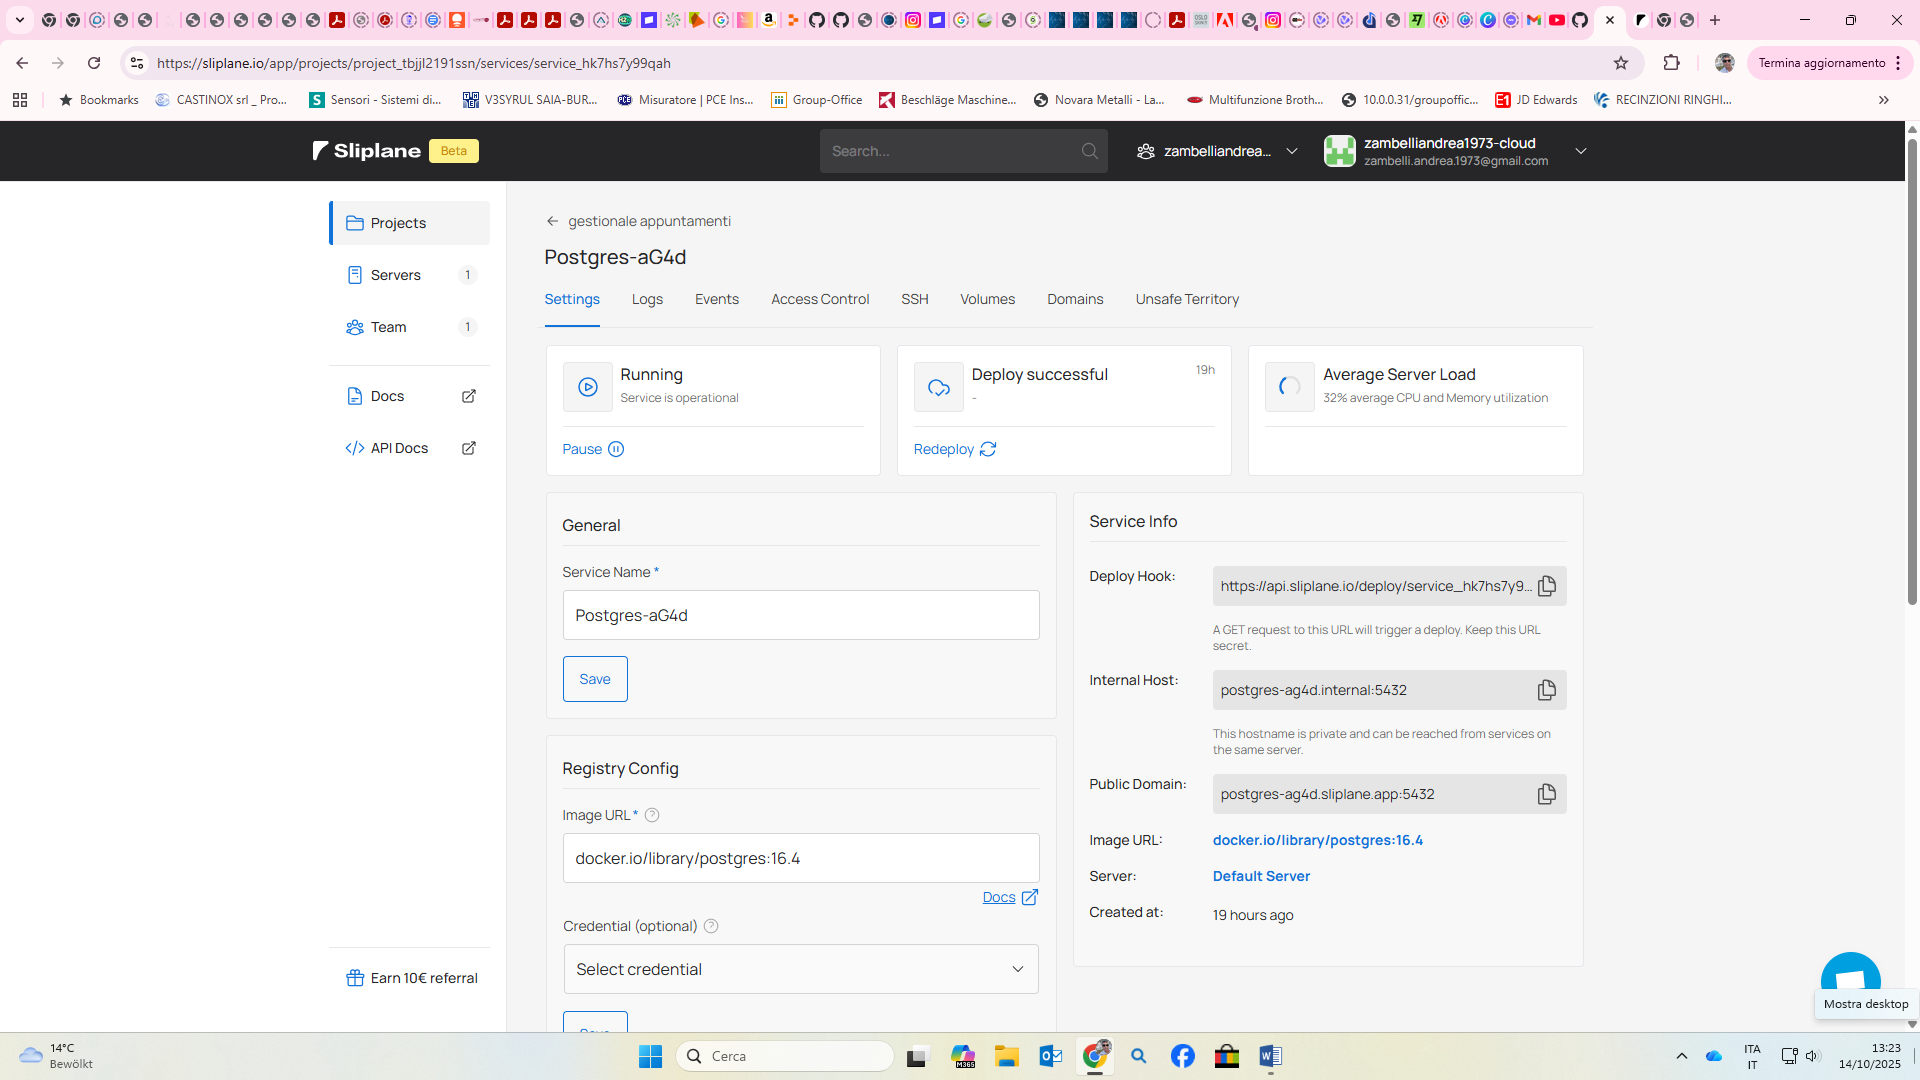 Termina aggiornamento
https://sliplane.io/app/projects/project_tbjjl2191ssn/services/service_hk7hs7y99qah
Bookmarks
CASTINOX srl _ Pro...
Sensori - Sistemi di...
V3SYRUL SAIA-BUR...
Misuratore | PCE Ins...
Group-Office
Beschläge Maschine...
Novara Metalli - La...
Multifunzione Broth...
10.0.0.31/groupoffic...
JD Edwards
RECINZIONI RINGHI...
Sliplane
Beta
Search...
zambelliandrea...
zambelliandrea1973-cloud
zambelli.andrea.1973@gmail.com
Projects
Servers
1
Team
1
Docs
API Docs
Earn 10€ referral
gestionale appuntamenti
Postgres-aG4d
Settings
Logs
Events
Access Control
SSH
Volumes
Domains
Unsafe Territory
Running
Service is operational
Pause
Deploy successful
19h
-
Redeploy
Average Server Load
32% average CPU and Memory utilization
General
Service Name *
Postgres-aG4d
Save
Registry Config
Image URL *
docker.io/library/postgres:16.4
Docs
Credential (optional)
Select credential
Save
Service Info
Deploy Hook:
https://api.sliplane.io/deploy/service_hk7hs7y9...
A GET request to this URL will trigger a deploy. Keep this URL
secret.
Internal Host:
postgres-ag4d.internal:5432
This hostname is private and can be reached from services on
the same server.
Public Domain:
postgres-ag4d.sliplane.app:5432
Image URL:
docker.io/library/postgres:16.4
Server:
Default Server
Created at:
19 hours ago
Mostra desktop
14°C
Bewölkt
Cerca
ITA
IT
13:23
14/10/2025